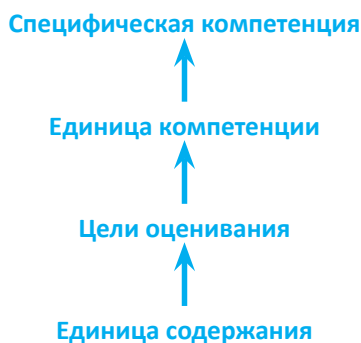 Специфическая компетенция
Единица компетенции
Цели оценивания
Единица содержания